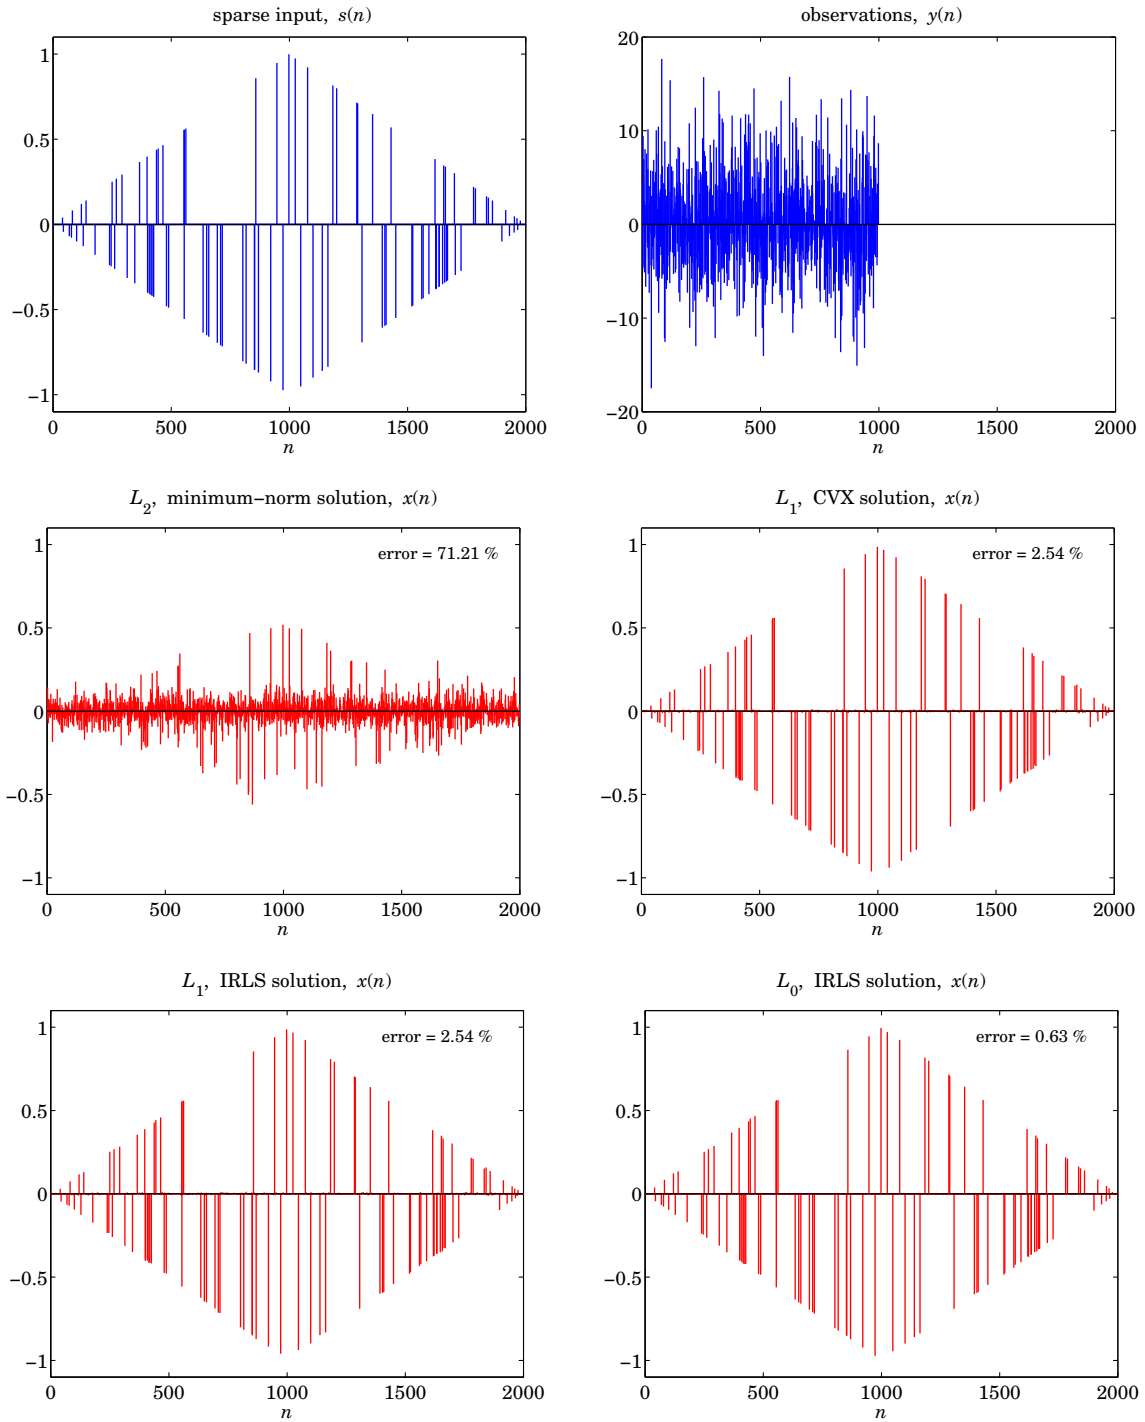 sparse input, s(n)
1
0.5
0
−0.5
−1
0 500 1000 1500 2000
n
observations, y(n)
20
10
0
−10
−20
0 500 1000 1500 2000
n
L2, minimum−norm solution, x(n)
error = 71.21 %
1
0.5
0
−0.5
−1
0 500 1000 1500 2000
n
L1, CVX solution, x(n)
error = 2.54 %
1
0.5
0
−0.5
−1
0 500 1000 1500 2000
n
L1, IRLS solution, x(n)
error = 2.54 %
1
0.5
0
−0.5
−1
0 500 1000 1500 2000
n
L0, IRLS solution, x(n)
error = 0.63 %
1
0.5
0
−0.5
−1
0 500 1000 1500 2000
n